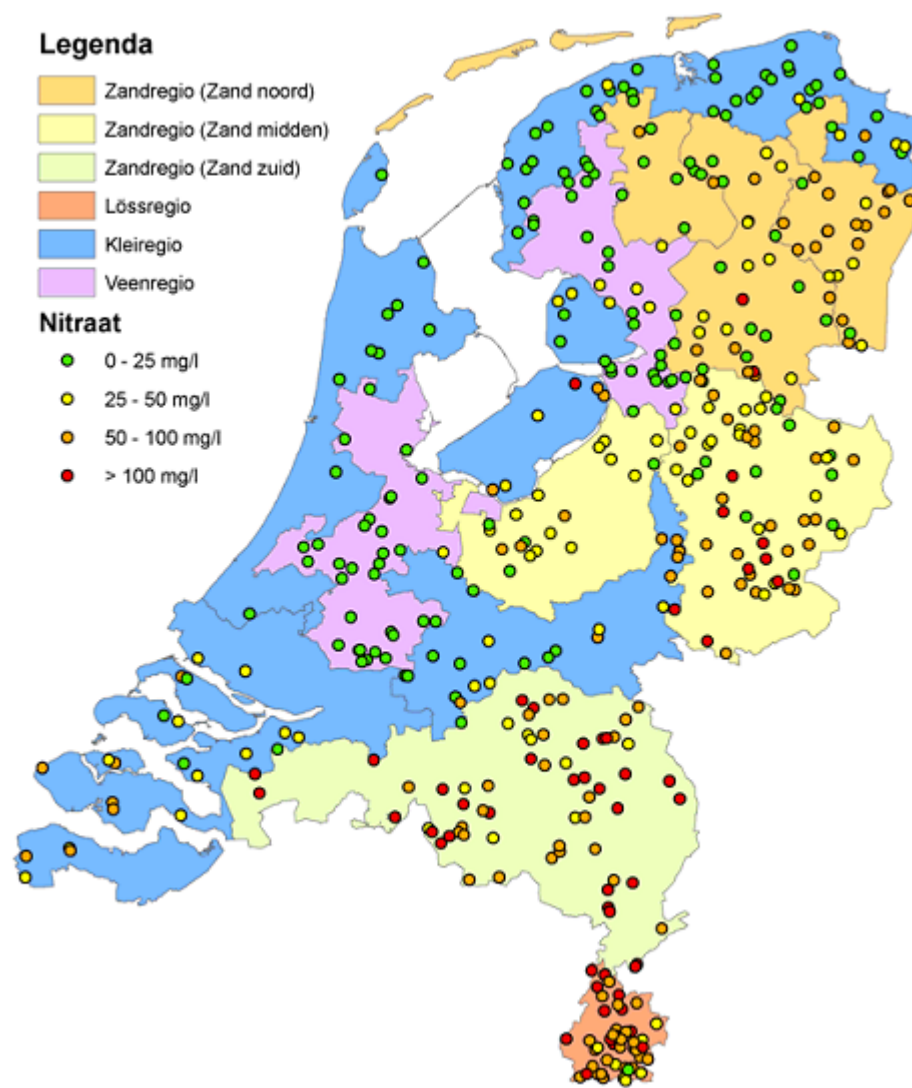 Legenda
Zandregio (Zand noord)
Zandregio (Zand midden)
Zandregio (Zand zuid)
Lössregio
Kleiregio
Veenregio
Nitraat
0 - 25 mg/l
25 - 50 mg/l
50 - 100 mg/l
> 100 mg/l